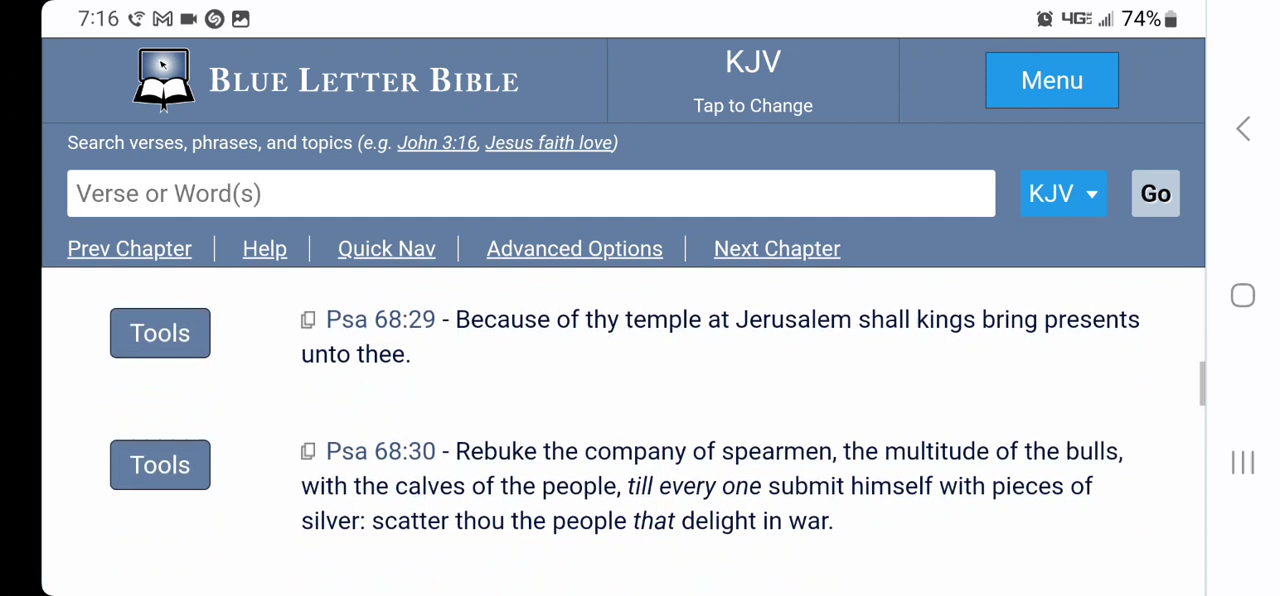 7:16 4GE 74%
BLUE LETTER BIBLE
KJV
Tap to Change
Menu
Search verses, phrases, and topics (e.g. John 3:16, Jesus faith love)
Verse or Word(s) KJV Go
Prev Chapter Help Quick Nav Advanced Options Next Chapter
Tools
Psa 68:29 - Because of thy temple at Jerusalem shall kings bring presents
unto thee.
Tools
Psa 68:30 - Rebuke the company of spearmen, the multitude of the bulls,
with the calves of the people, till every one submit himself with pieces of
silver: scatter thou the people that delight in war.